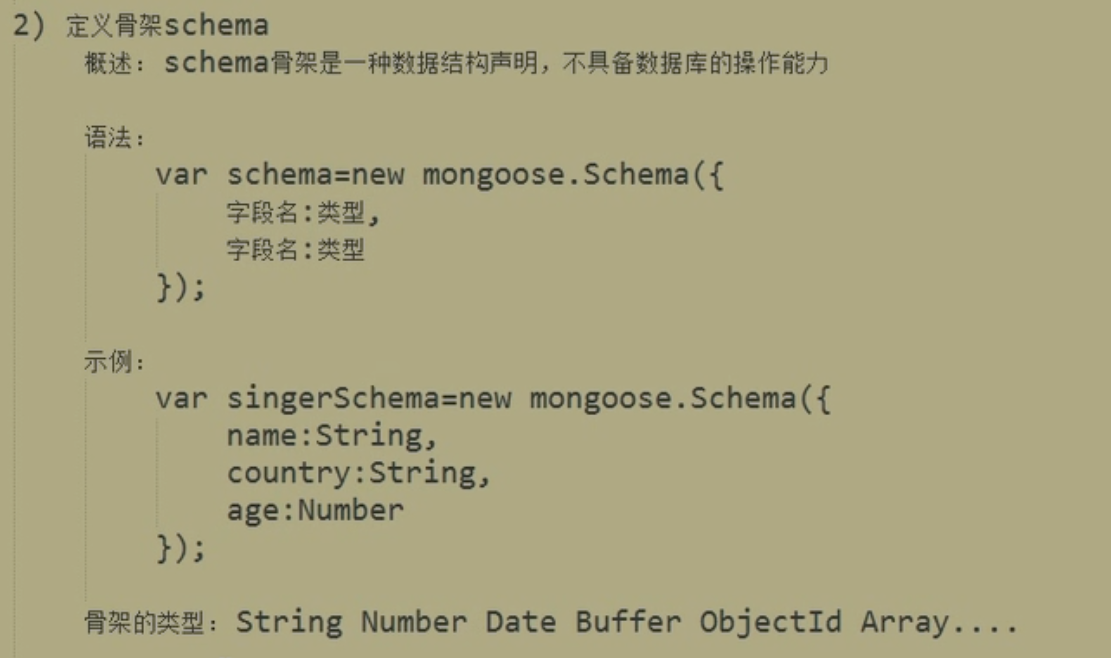 2) 定义骨架schema
概述: schema骨架是一种数据结构声明，不具备数据库的操作能力
语法:
var schema=new mongoose.Schema({
字段名:类型,
字段名:类型
});
示例:
var singerSchema=new mongoose.Schema({
name:String,
country:String,
age:Number
});
骨架的类型: String Number Date Buffer ObjectId Array....